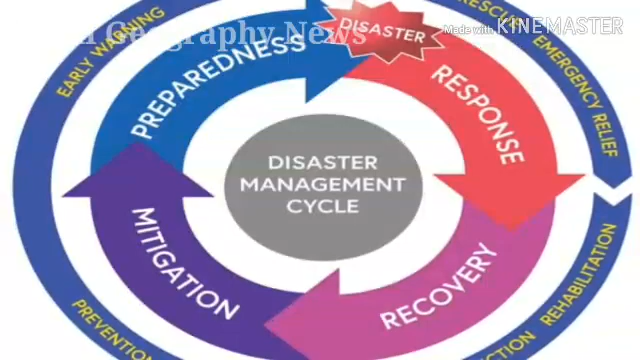 Geography News
Made with KINEMASTER
DISASTER
EARLY WARNING
PREPAREDNESS
RESPONSE
EMERGENCY RELIEF
DISASTER
MANAGEMENT
CYCLE
MITIGATION
RECOVERY
REHABILITATION
PREVENTION